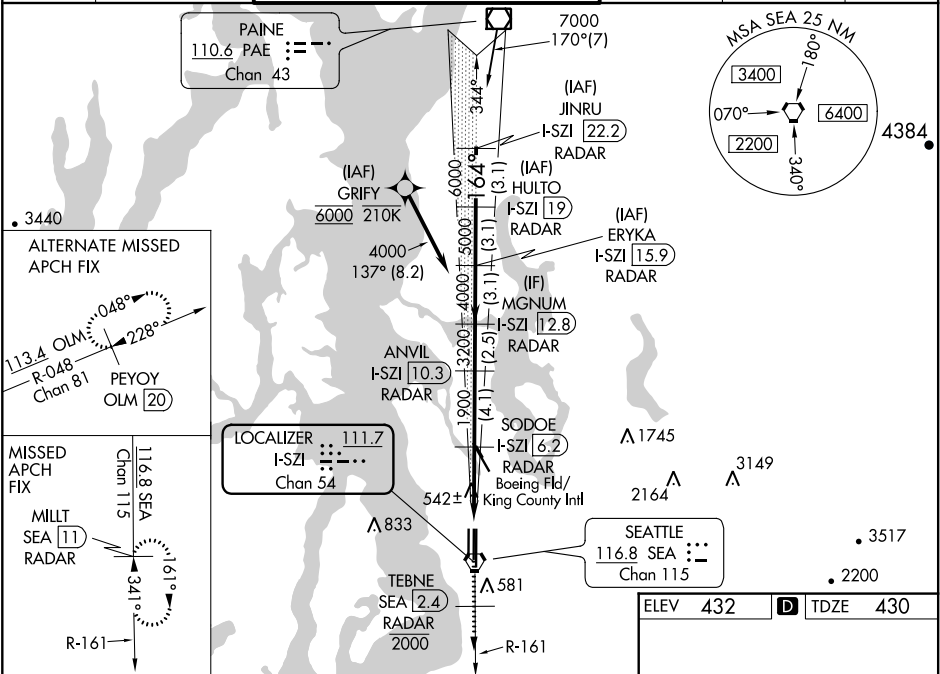 PAINE
110.6 PAE
Chan 43
7000
170°(7)
344°
MSA SEA 25 NM
180°
3400
070°
6400
2200
340°
4384
(IAF)
JINRU
I-SZI 22.2
RADAR
6000
164°
(3.1)
(IAF)
HULTO
I-SZI 19
RADAR
(IAF)
GRIFY
6000 210K
4000
137° (8.2)
5000
(3.1)
(IAF)
ERYKA
I-SZI 15.9
RADAR
4000
(3.1)
(IF)
MGNUM
I-SZI 12.8
RADAR
3440
ALTERNATE MISSED
APCH FIX
048°
228°
113.4 OLM
R-048
Chan 81
PEYOY
OLM 20
3200
(2.5)
ANVIL
I-SZI 10.3
RADAR
1900
(4.1)
SODOE
I-SZI 6.2
RADAR
Boeing Fld/
King County Intl
LOCALIZER 111.7
I-SZI
Chan 54
542±
1745
3149
2164
833
MISSED
APCH
FIX
116.8 SEA
Chan 115
MILLT
SEA 11
RADAR
161°
341°
R-161
SEATTLE
116.8 SEA
Chan 115
3517
2200
581
TEBNE
SEA 2.4
RADAR
2000
R-161
ELEV 432 D TDZE 430